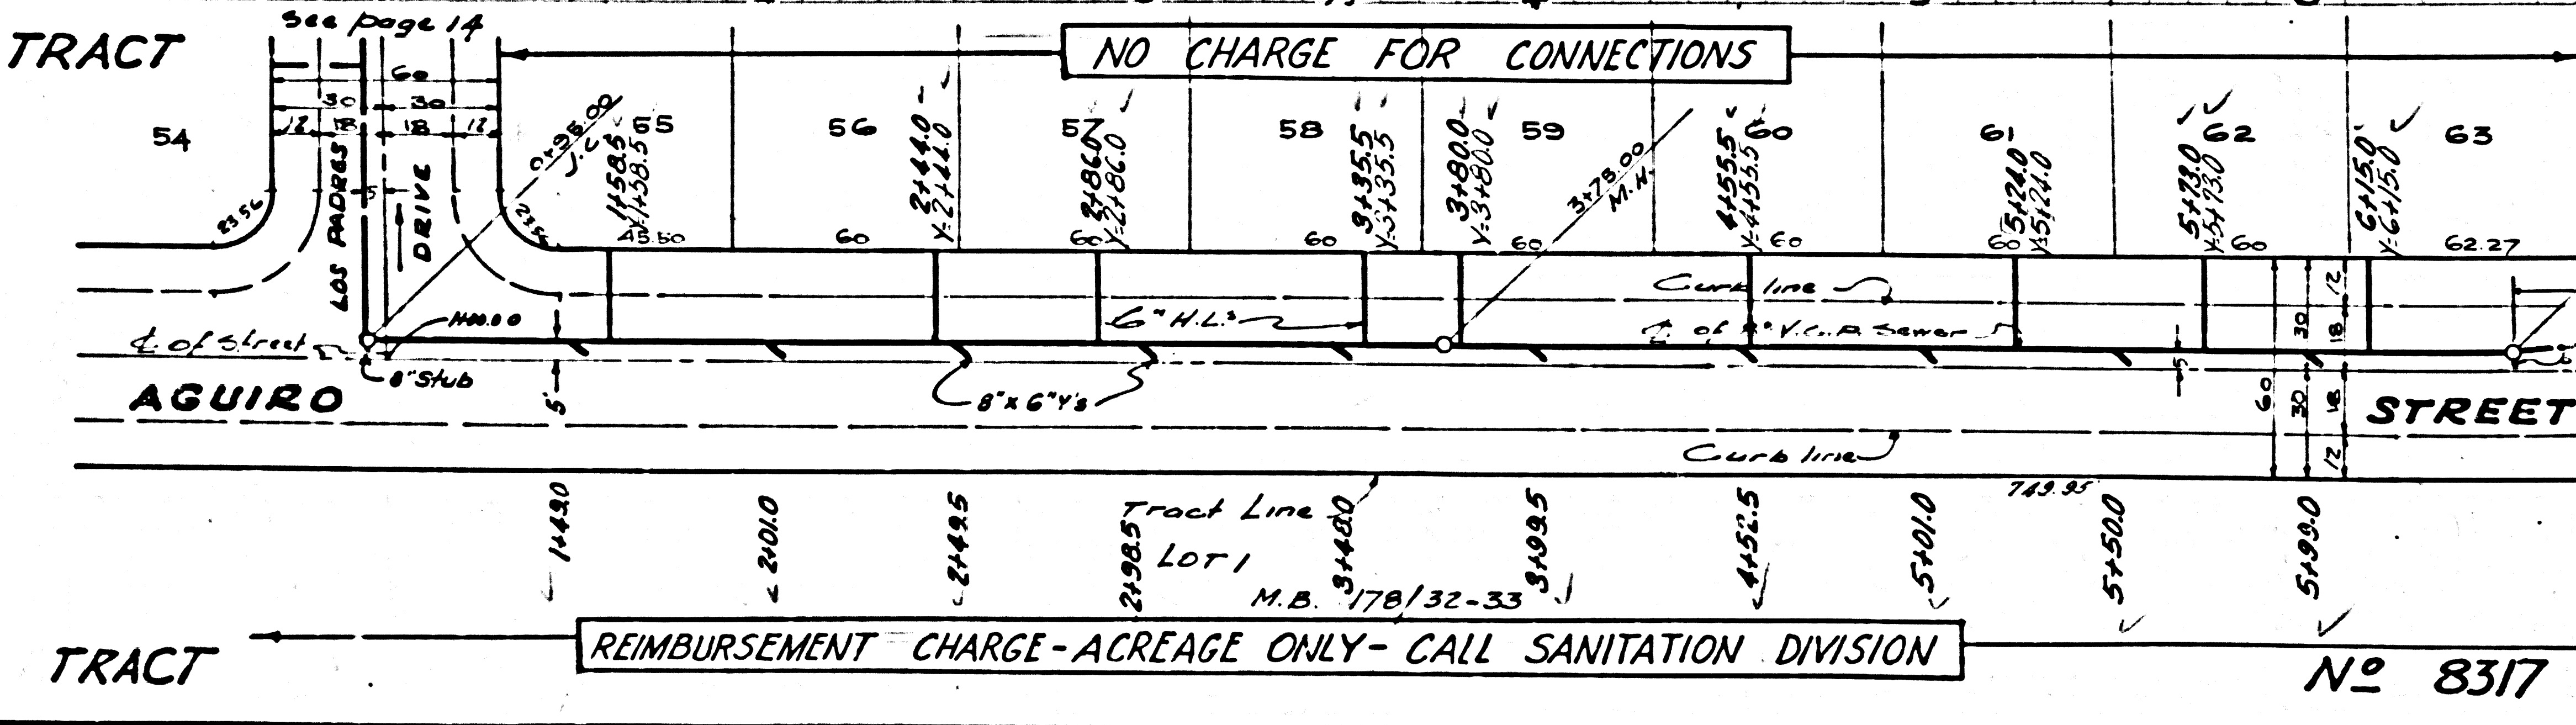 See page 14
TRACT
NO CHARGE FOR CONNECTIONS
60
30 30
12 18 18 12
54
65
56
57
58
59
60
61
62
63
0+95.00
J.C
1+58.5
Y=1+58.5
2+44.0
Y=2+44.0
2+86.0
Y=2+86.0
3+35.5
Y=3+35.5
3+80.0
Y=3+80.0
3+75.00
M.H.
4+55.5
Y=4+55.5
5+24.0
Y=5+24.0
5+73.0
Y=5+73.0
6+15.0
Y=6+15.0
LOS PADRES
DRIVE
5
23.56
45.50
60
60
60
60
60
60
60
62.27
Curb line
6" H.L.s
℄ of 8" V.C.P. Sewer
℄ of Street
8" Stub
5'
8" x 6" Y's
12
30 18
5
60 30 18
12
AGUIRO
STREET
Curb line
749.95
Tract Line
LOT 1
M.B. 178/32-33
1+49.0
2+01.0
2+49.5
2+98.5
3+48.0
3+99.5
4+52.5
5+01.0
5+50.0
5+99.0
REIMBURSEMENT CHARGE-ACREAGE ONLY-CALL SANITATION DIVISION
TRACT
Nº 8317